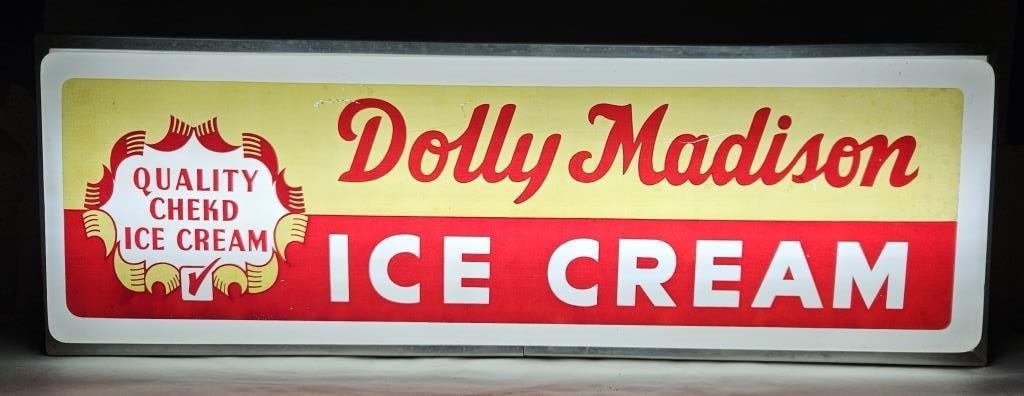 QUALITY
CHEKD
ICE CREAM
Dolly Madison
ICE CREAM